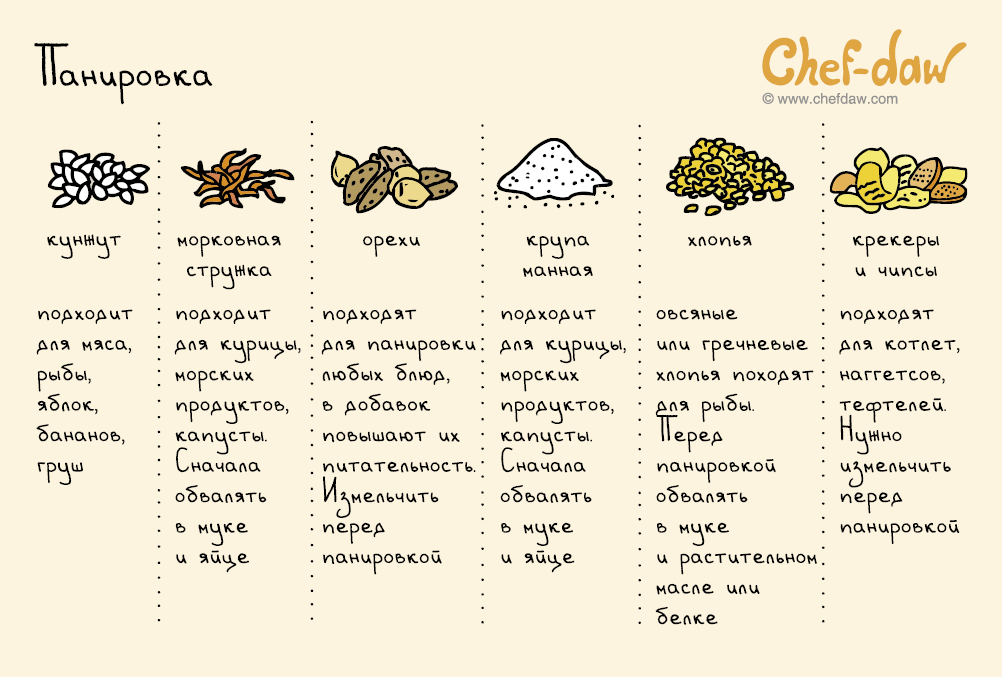 Панировка
Chef-daw
© www.chefdaw.com
кунжут
подходит
для мяса,
рыбы,
яблок,
бананов,
груш
морковная
стружка
подходит
для курицы,
морских
продуктов,
капусты.
Сначала
обвалять
в муке
и яйце
орехи
подходят
для панировки
любых блюд,
в добавок
повышают их
питательность.
Измельчить
перед
панировкой
крупа
манная
подходит
для курицы,
морских
продуктов,
капусты.
Сначала
обвалять
в муке
и яйце
хлопья
овсяные
или гречневые
хлопья походят
для рыбы.
Перед
панировкой
обвалять
в муке
и растительном
масле или
белке
крекеры
и чипсы
подходят
для котлет,
наггетсов,
тефтелей.
Нужно
измельчить
перед
панировкой